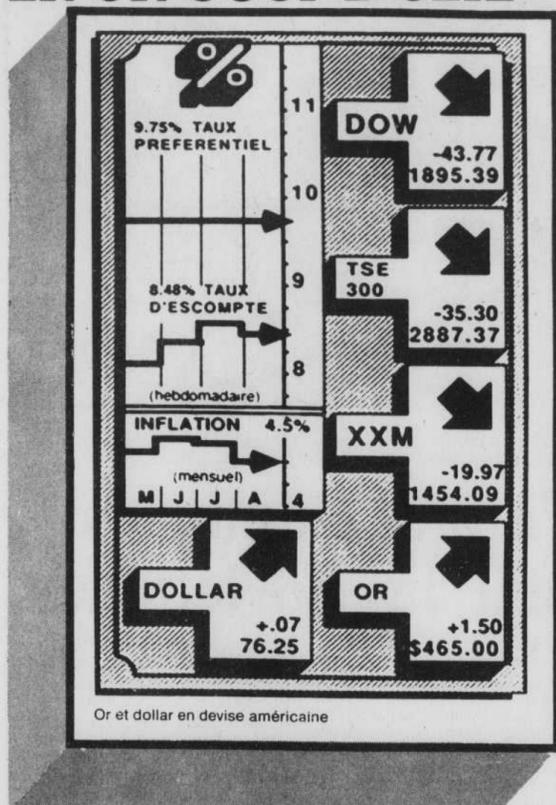 9.75% TAUX
PREFERENTIEL
11
10
9
8.48% TAUX
D'ESCOMPTE
8
(hebdomadaire)
INFLATION 4.5%
(mensuel)
M J J A 4
DOW
-43.77
1895.39
TSE
300
-35.30
2887.37
XXM
-19.97
1454.09
DOLLAR
+.07
76.25
OR
+1.50
$465.00
Or et dollar en devise américaine